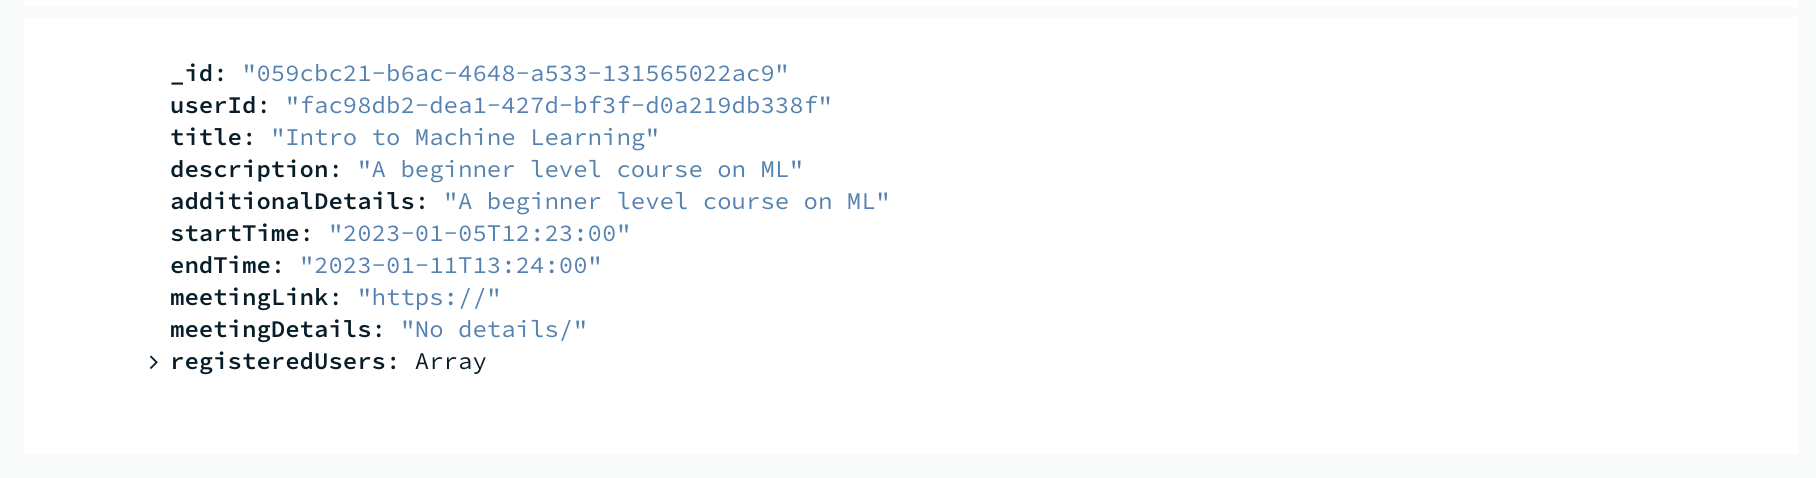 _id: "059cbc21-b6ac-4648-a533-131565022ac9"
userId: "fac98db2-dea1-427d-bf3f-d0a219db338f"
title: "Intro to Machine Learning"
description: "A beginner level course on ML"
additionalDetails: "A beginner level course on ML"
startTime: "2023-01-05T12:23:00"
endTime: "2023-01-11T13:24:00"
meetingLink: "https://"
meetingDetails: "No details/"
> registeredUsers: Array